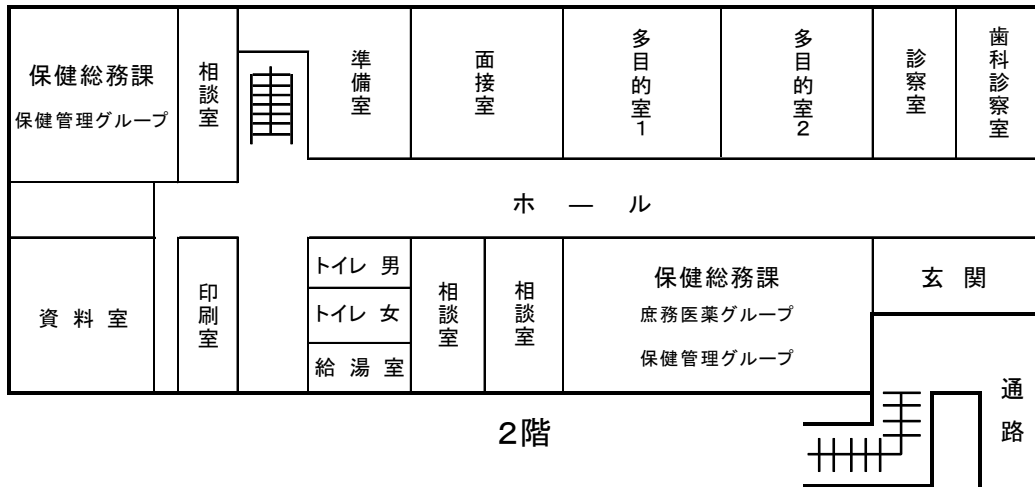 保健総務課
保健管理グループ
相談室
準備室
面接室
多目的室1
多目的室2
診察室
歯科診察室
ホール
資料室
印刷室
トイレ 男
トイレ 女
給湯室
相談室
相談室
保健総務課
庶務医薬グループ
保健管理グループ
玄関
通路
2階